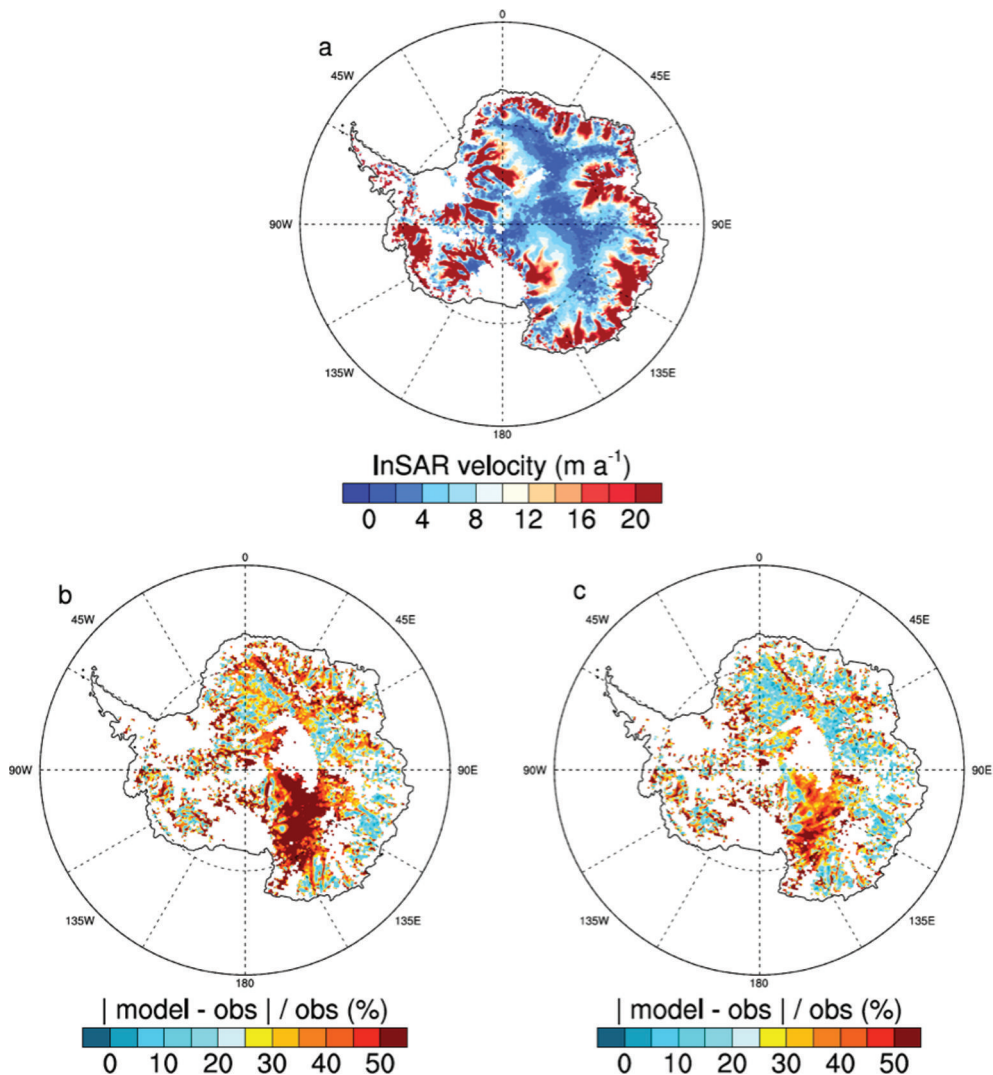 a
0
45W
45E
90W
90E
135W
135E
180
InSAR velocity (m a⁻¹)
0 4 8 12 16 20
b
0
45W
45E
90W
90E
135W
135E
180
| model - obs | / obs (%)
0 10 20 30 40 50
c
0
45W
45E
90W
90E
135W
135E
180
| model - obs | / obs (%)
0 10 20 30 40 50